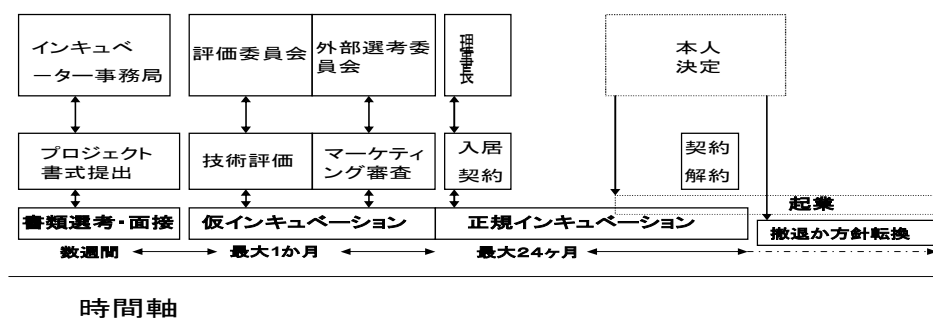 インキュベ
ーター事務局
評価委員会
外部選考委
員会
理事長
本人
決定
プロジェクト
書式提出
技術評価
マーケティ
ング審査
入居
契約
契約
解約
起業
書類選考・面接
仮インキュベーション
正規インキュベーション
撤退か方針転換
数週間
最大1か月
最大24ヶ月
時間軸